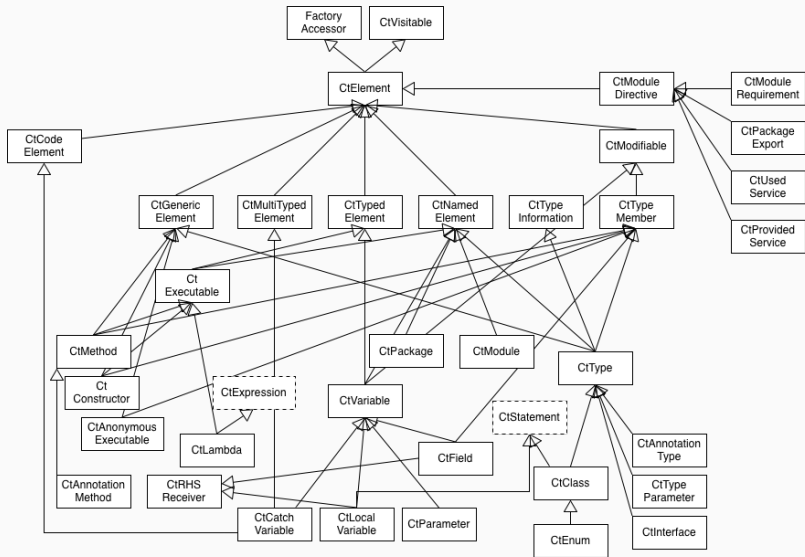 Factory
Accessor
CtVisitable
CtElement
CtModule
Directive
CtModule
Requirement
CtPackage
Export
CtUsed
Service
CtProvided
Service
CtCode
Element
CtModifiable
CtGeneric
Element
CtMultiTyped
Element
CtTyped
Element
CtNamed
Element
CtType
Information
CtType
Member
Ct
Executable
CtMethod
CtPackage
CtModule
CtType
Ct
Constructor
CtExpression
CtVariable
CtStatement
CtAnonymous
Executable
CtLambda
CtField
CtAnnotation
Type
CtAnnotation
Method
CtRHS
Receiver
CtClass
CtType
Parameter
CtCatch
Variable
CtLocal
Variable
CtParameter
CtEnum
CtInterface